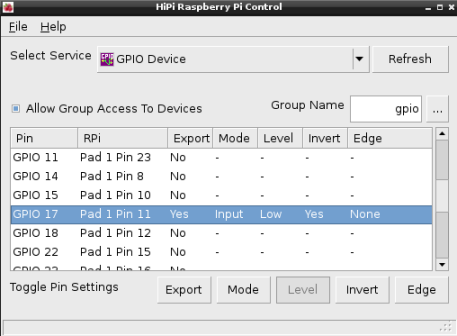 HiPi Raspberry Pi Control
File Help
Select Service GPIO Device Refresh
Allow Group Access To Devices Group Name gpio ...
Pin RPi Export Mode Level Invert Edge
GPIO 11 Pad 1 Pin 23 No - - - -
GPIO 14 Pad 1 Pin 8 No - - - -
GPIO 15 Pad 1 Pin 10 No - - - -
GPIO 17 Pad 1 Pin 11 Yes Input Low Yes None
GPIO 18 Pad 1 Pin 12 No - - - -
GPIO 22 Pad 1 Pin 15 No - - - -
Toggle Pin Settings Export Mode Level Invert Edge